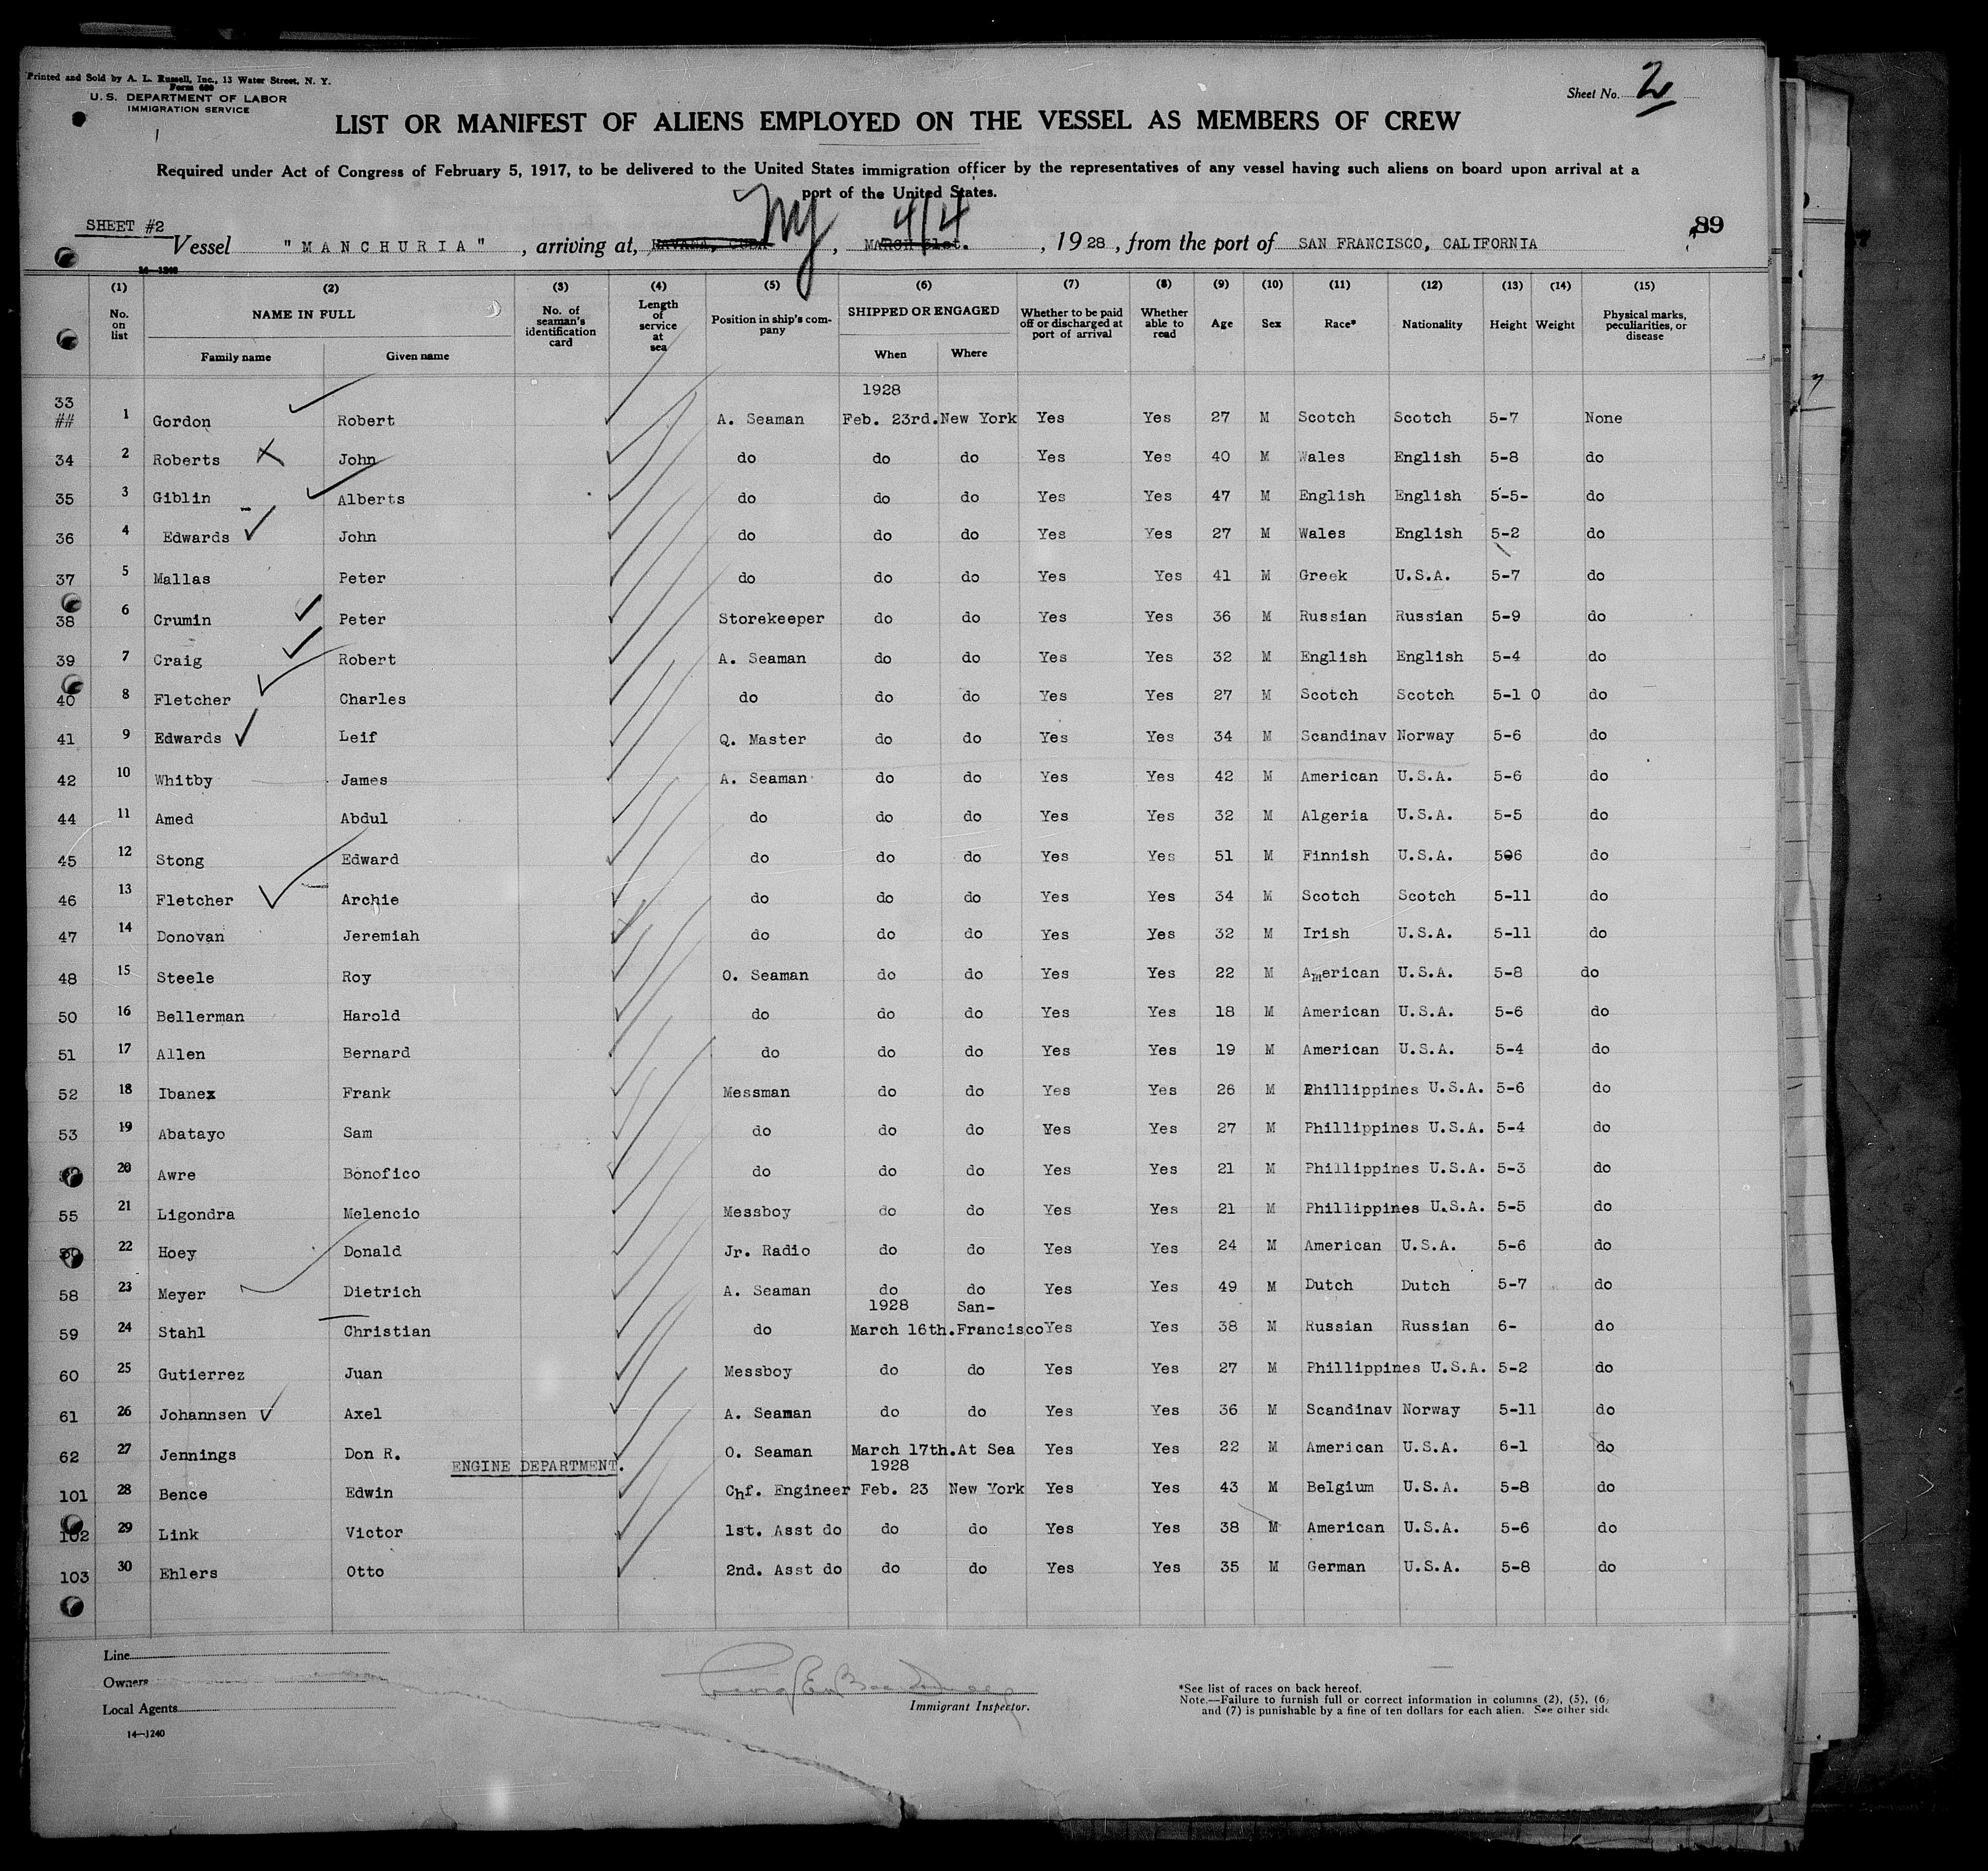 Printed and Sold by A. L. Russell, Inc., 13 Water Street, N. Y.
Form 680
U. S. DEPARTMENT OF LABOR
IMMIGRATION SERVICE
Sheet No. 2
LIST OR MANIFEST OF ALIENS EMPLOYED ON THE VESSEL AS MEMBERS OF CREW
Required under Act of Congress of February 5, 1917, to be delivered to the United States immigration officer by the representatives of any vessel having such aliens on board upon arrival at a
port of the United States.
SHEET #2
89
Vessel "MANCHURIA", arriving at, HAVANA, CUBA NY, MARCH 31st. 4/4, 1928, from the port of SAN FRANCISCO, CALIFORNIA
14-1240
(1) (2) (3) (4) (5) (6) (7) (8) (9) (10) (11) (12) (13) (14) (15)
No. on list NAME IN FULL Family name Given name No. of seaman's identification card Length of service at sea Position in ship's company SHIPPED OR ENGAGED When Where Whether to be paid off or discharged at port of arrival Whether able to read Age Sex Race* Nationality Height Weight Physical marks, peculiarities, or disease
1928
33 ## 1 Gordon Robert A. Seaman Feb. 23rd. New York Yes Yes 27 M Scotch Scotch 5-7 None
34 2 Roberts John do do do Yes Yes 40 M Wales English 5-8 do
35 3 Giblin Alberts do do do Yes Yes 47 M English English 5-5- do
36 4 Edwards John do do do Yes Yes 27 M Wales English 5-2 do
37 5 Mallas Peter do do do Yes Yes 41 M Greek U.S.A. 5-7 do
38 6 Crumin Peter Storekeeper do do Yes Yes 36 M Russian Russian 5-9 do
39 7 Craig Robert A. Seaman do do Yes Yes 32 M English English 5-4 do
40 8 Fletcher Charles do do do Yes Yes 27 M Scotch Scotch 5-1 0 do
41 9 Edwards Leif Q. Master do do Yes Yes 34 M Scandinav Norway 5-6 do
42 10 Whitby James A. Seaman do do Yes Yes 42 M American U.S.A. 5-6 do
44 11 Amed Abdul do do do Yes Yes 32 M Algeria U.S.A. 5-5 do
45 12 Stong Edward do do do Yes Yes 51 M Finnish U.S.A. 506 do
46 13 Fletcher Archie do do do Yes Yes 34 M Scotch Scotch 5-11 do
47 14 Donovan Jeremiah do do do Yes Yes 32 M Irish U.S.A. 5-11 do
48 15 Steele Roy O. Seaman do do Yes Yes 22 M American U.S.A. 5-8 do
50 16 Bellerman Harold do do do Yes Yes 18 M American U.S.A. 5-6 do
51 17 Allen Bernard do do do Yes Yes 19 M American U.S.A. 5-4 do
52 18 Ibanex Frank Messman do do Yes Yes 26 M Phillippines U.S.A. 5-6 do
53 19 Abatayo Sam do do do Yes Yes 27 M Phillippines U.S.A. 5-4 do
20 Awre Bonofico do do do Yes Yes 21 M Phillippines U.S.A. 5-3 do
55 21 Ligondra Melencio Messboy do do Yes Yes 21 M Phillippines U.S.A. 5-5 do
22 Hoey Donald Jr. Radio do do Yes Yes 24 M American U.S.A. 5-6 do
58 23 Meyer Dietrich A. Seaman do do Yes Yes 49 M Dutch Dutch 5-7 do
1928 San-
59 24 Stahl Christian do March 16th. Francisco Yes Yes 38 M Russian Russian 6- do
60 25 Gutierrez Juan Messboy do do Yes Yes 27 M Phillippines U.S.A. 5-2 do
61 26 Johannsen Axel A. Seaman do do Yes Yes 36 M Scandinav Norway 5-11 do
62 27 Jennings Don R. O. Seaman March 17th. At Sea Yes Yes 22 M American U.S.A. 6-1 do
ENGINE DEPARTMENT. 1928
101 28 Bence Edwin Chf. Engineer Feb. 23 New York Yes Yes 43 M Belgium U.S.A. 5-8 do
102 29 Link Victor 1st. Asst do do do Yes Yes 38 M American U.S.A. 5-6 do
103 30 Ehlers Otto 2nd. Asst do do do Yes Yes 35 M German U.S.A. 5-8 do
Line
Owners
Local Agents
14-1240
Immigrant Inspector.
*See list of races on back hereof.
Note.—Failure to furnish full or correct information in columns (2), (5), (6)
and (7) is punishable by a fine of ten dollars for each alien. See other side